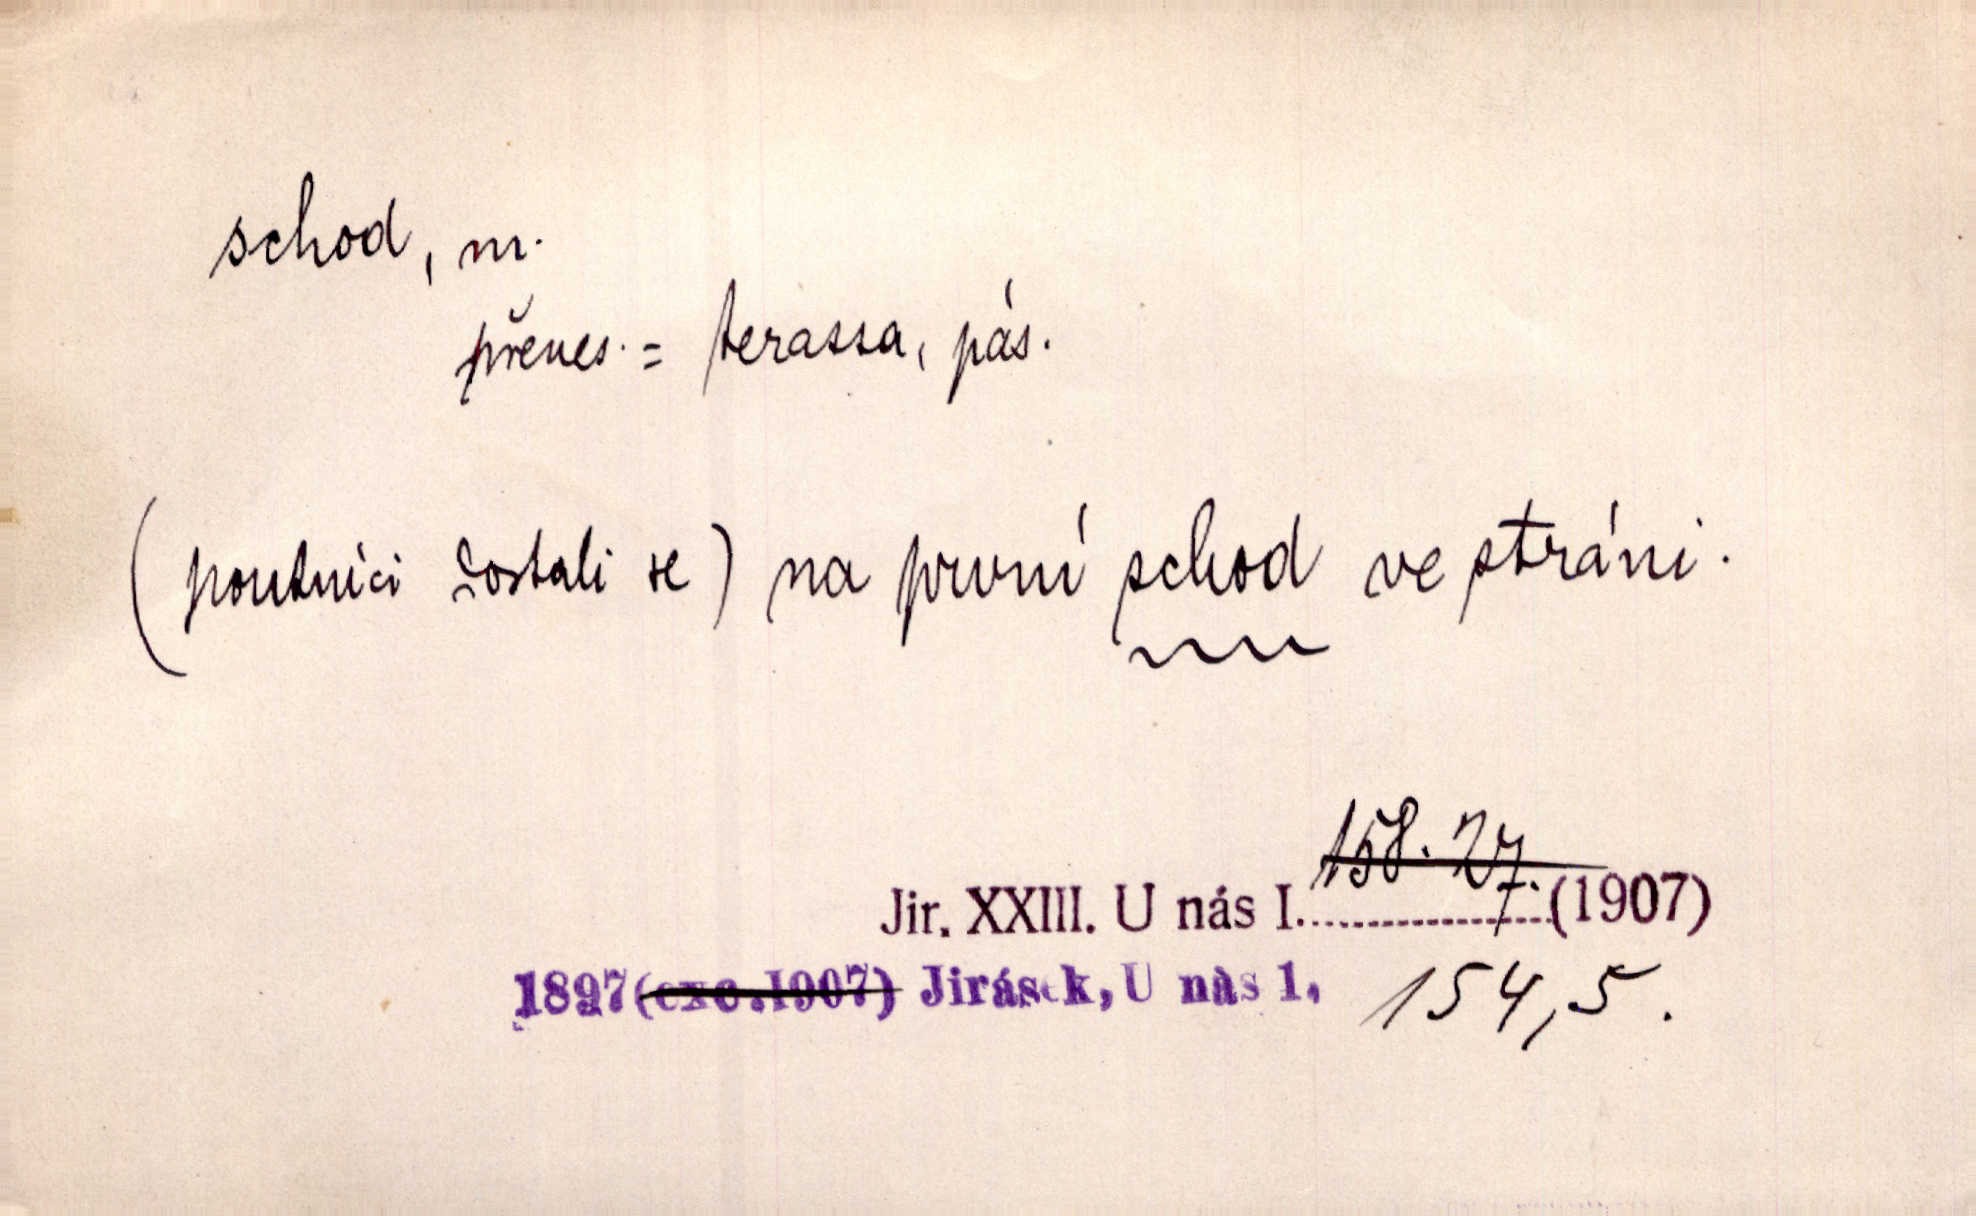 schod, m.
přenes. = terassa, pás.
(poutníci dostali se) na první schod ve stráni.
158. 27.
Jir. XXIII. U nás I..................(1907)
1897(exc.1907) Jirásek, U nás 1, 154,5.